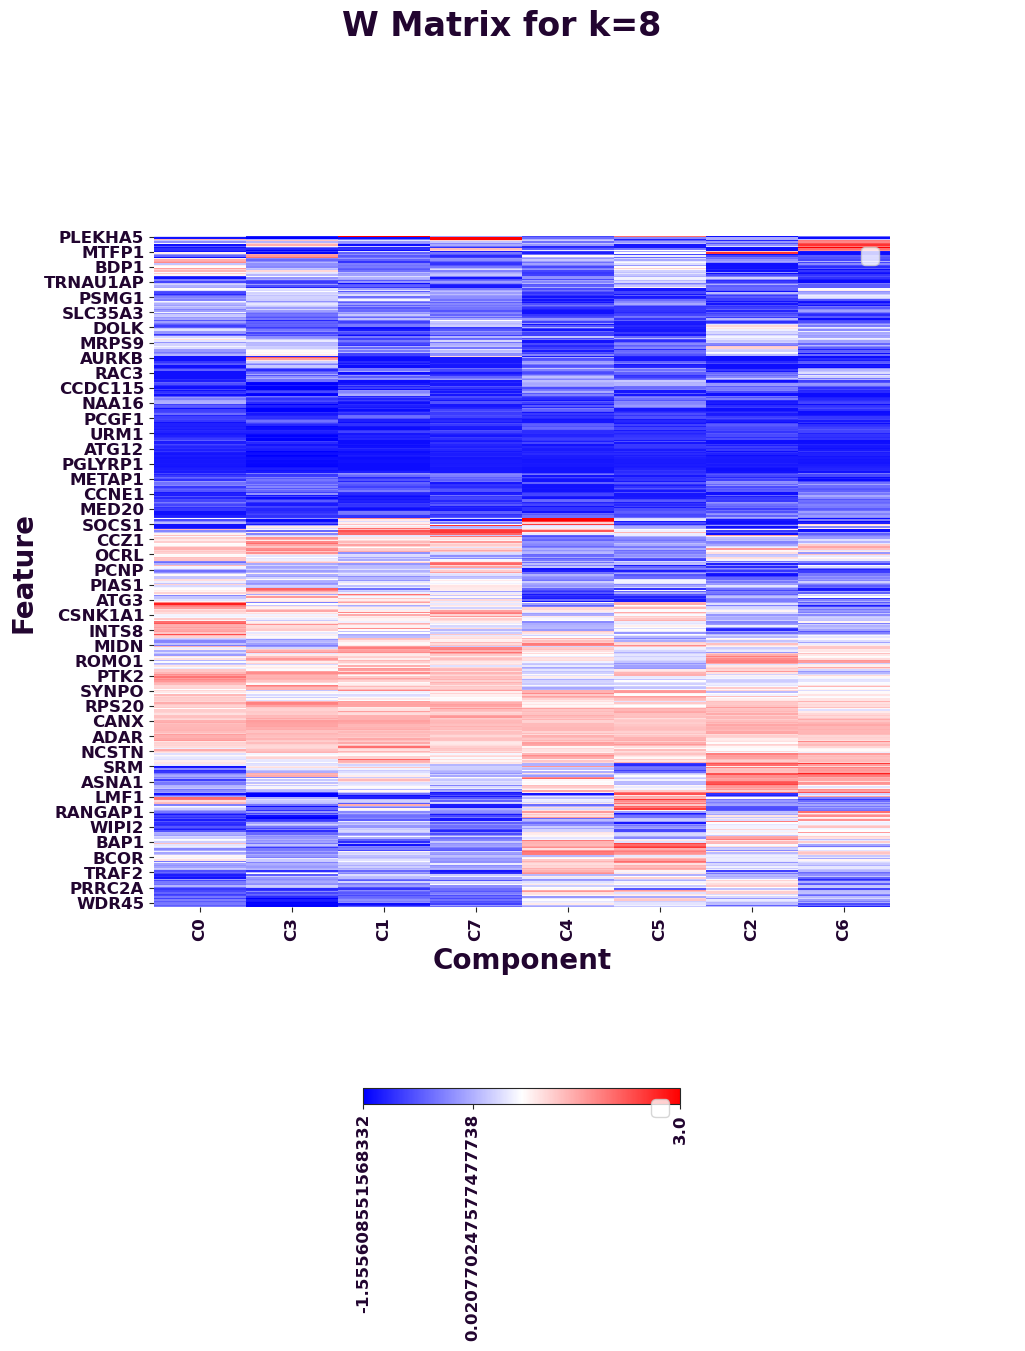 W Matrix for k=8
PLEKHA5
MTFP1
BDP1
TRNAU1AP
PSMG1
SLC35A3
DOLK
MRPS9
AURKB
RAC3
CCDC115
NAA16
PCGF1
URM1
ATG12
PGLYRP1
METAP1
CCNE1
MED20
SOCS1
CCZ1
OCRL
PCNP
PIAS1
ATG3
CSNK1A1
INTS8
MIDN
ROMO1
PTK2
SYNPO
RPS20
CANX
ADAR
NCSTN
SRM
ASNA1
LMF1
RANGAP1
WIPI2
BAP1
BCOR
TRAF2
PRRC2A
WDR45
Feature
C0
C3
C1
C7
C4
C5
C2
C6
Component
-1.555608551568332
0.020770247577477738
3.0